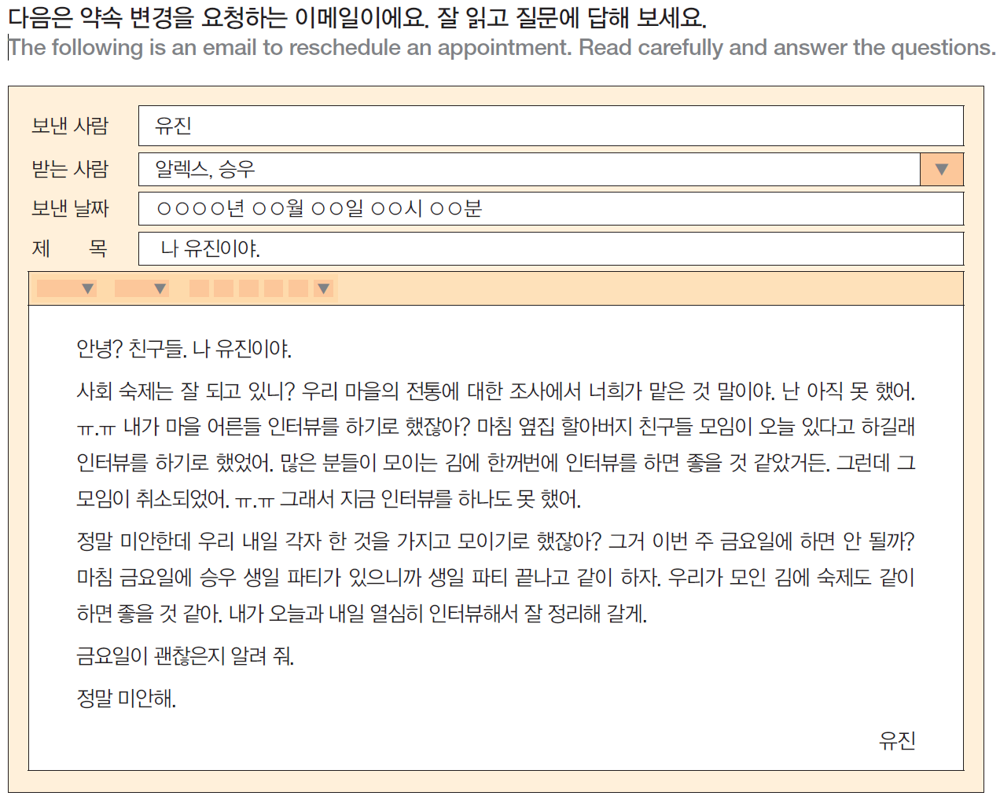 다음은 약속 변경을 요청하는 이메일이에요. 잘 읽고 질문에 답해 보세요.
The following is an email to reschedule an appointment. Read carefully and answer the questions.
보낸 사람 유진
받는 사람 알렉스, 승우
보낸 날짜 ○○○○년 ○○월 ○○일 ○○시 ○○분
제 목 나 유진이야.
안녕? 친구들. 나 유진이야.
사회 숙제는 잘 되고 있니? 우리 마을의 전통에 대한 조사에서 너희가 맡은 것 말이야. 난 아직 못 했어.
ㅠ.ㅠ 내가 마을 어른들 인터뷰를 하기로 했잖아? 마침 옆집 할아버지 친구들 모임이 오늘 있다고 하길래
인터뷰를 하기로 했었어. 많은 분들이 모이는 김에 한꺼번에 인터뷰를 하면 좋을 것 같았거든. 그런데 그
모임이 취소되었어. ㅠ.ㅠ 그래서 지금 인터뷰를 하나도 못 했어.
정말 미안한데 우리 내일 각자 한 것을 가지고 모이기로 했잖아? 그거 이번 주 금요일에 하면 안 될까?
마침 금요일에 승우 생일 파티가 있으니까 생일 파티 끝나고 같이 하자. 우리가 모인 김에 숙제도 같이
하면 좋을 것 같아. 내가 오늘과 내일 열심히 인터뷰해서 잘 정리해 갈게.
금요일이 괜찮은지 알려 줘.
정말 미안해.
유진